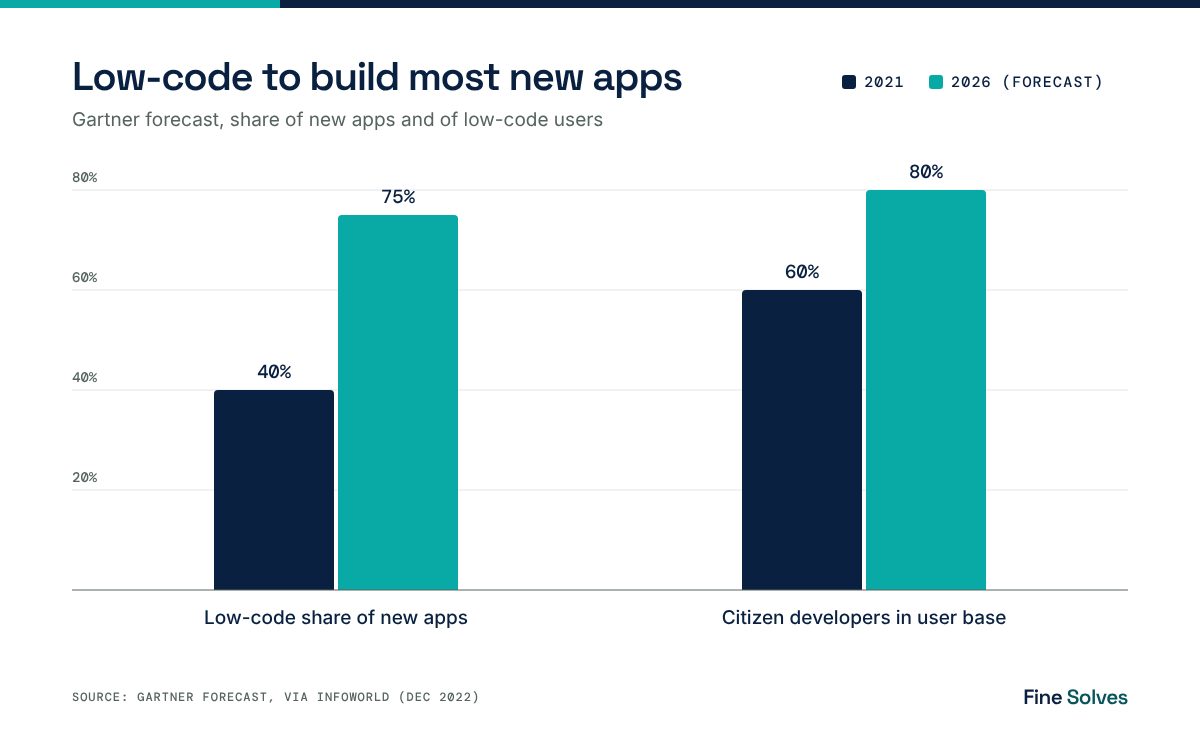 Low-code to build most new apps
2021
2026 (FORECAST)
Gartner forecast, share of new apps and of low-code users
80%
60%
40%
20%
40%
75%
60%
80%
Low-code share of new apps
Citizen developers in user base
SOURCE: GARTNER FORECAST, VIA INFOWORLD (DEC 2022)
Fine Solves